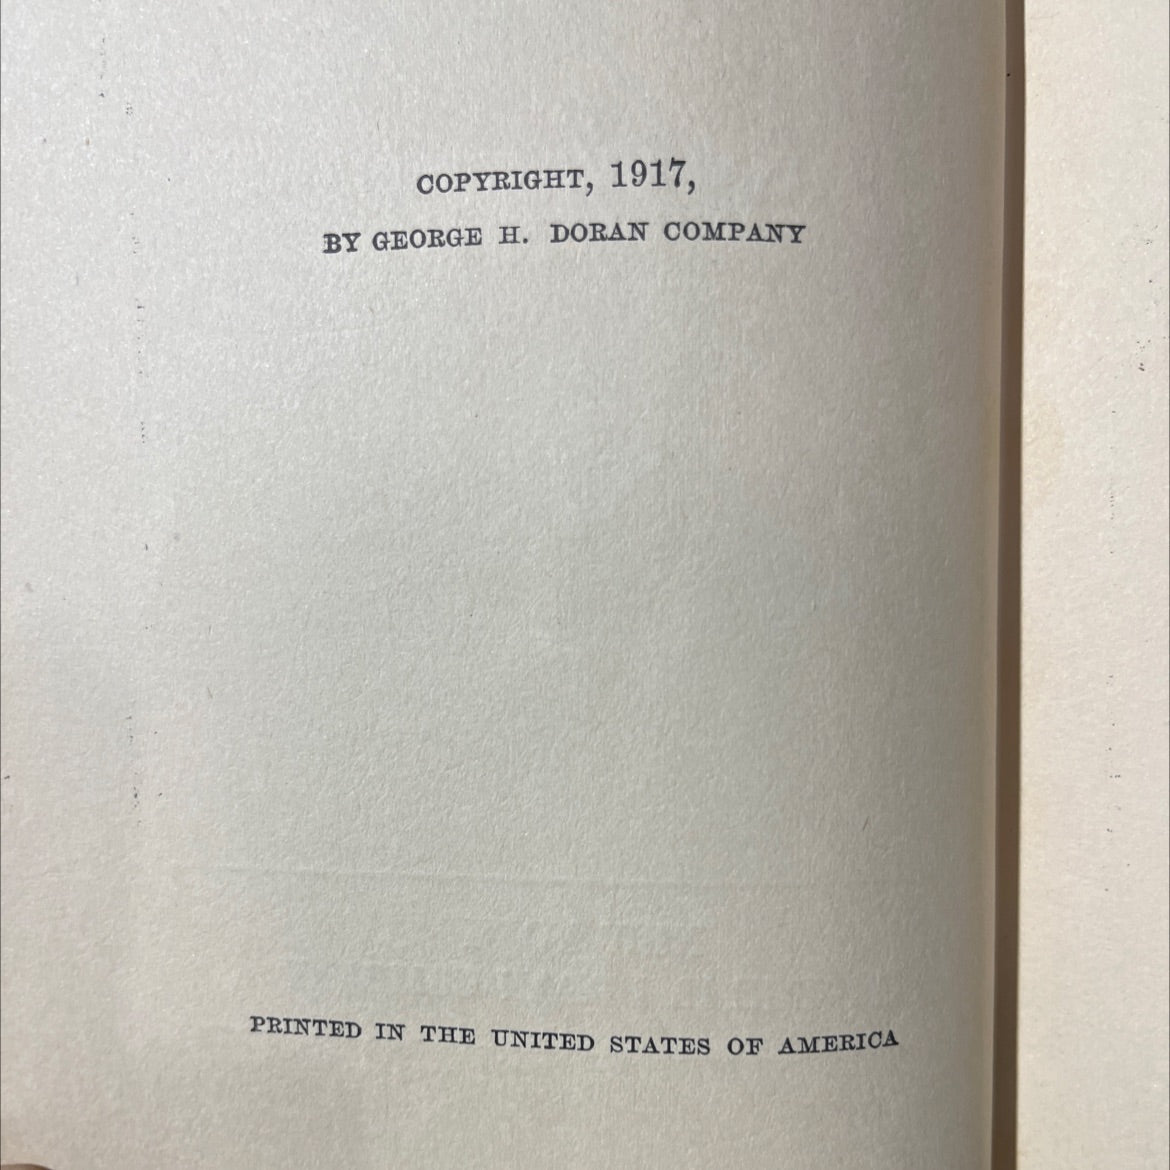 COPYRIGHT, 1917,
BY GEORGE H. DORAN COMPANY
PRINTED IN THE UNITED STATES OF AMERICA